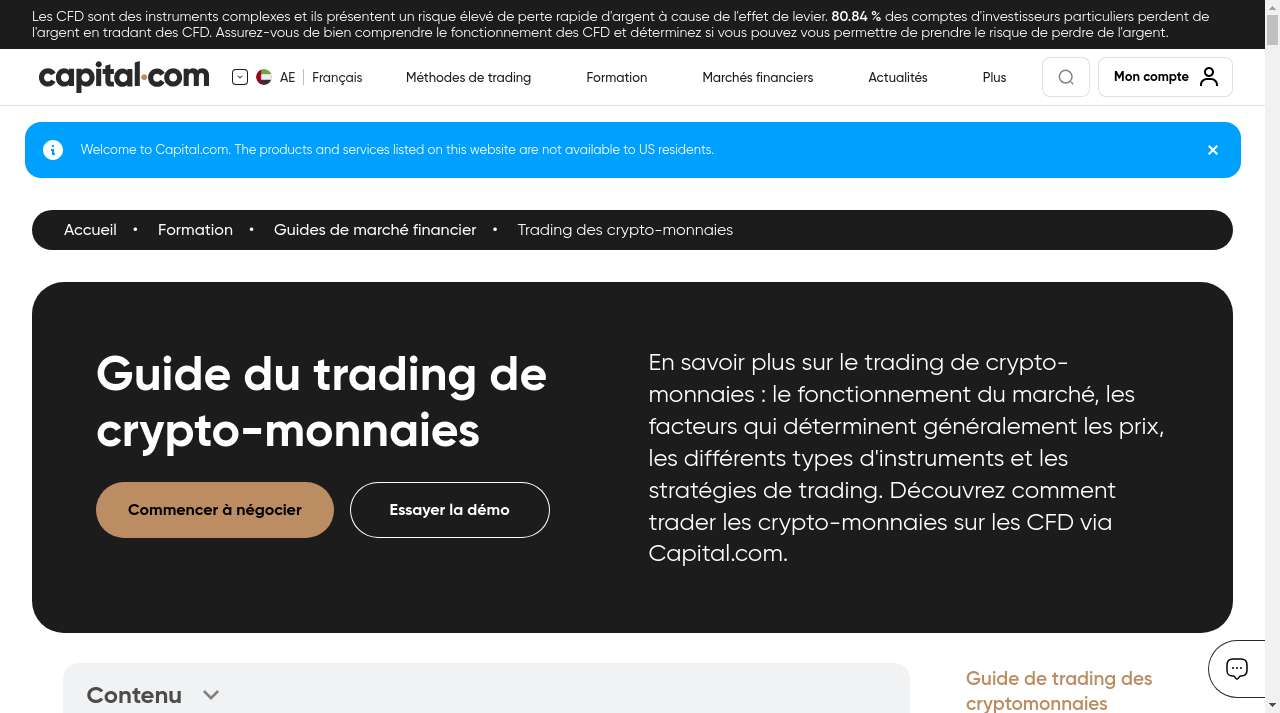 Les CFD sont des instruments complexes et ils présentent un risque élevé de perte rapide d'argent à cause de l'effet de levier. 80.84 % des comptes d'investisseurs particuliers perdent de
l'argent en tradant des CFD. Assurez-vous de bien comprendre le fonctionnement des CFD et déterminez si vous pouvez vous permettre de prendre le risque de perdre de l'argent.
capital.com AE Français Méthodes de trading Formation Marchés financiers Actualités Plus Mon compte
Welcome to Capital.com. The products and services listed on this website are not available to US residents.
Accueil • Formation • Guides de marché financier • Trading des crypto-monnaies
Guide du trading de
crypto-monnaies
Commencer à négocier Essayer la démo
En savoir plus sur le trading de crypto-
monnaies : le fonctionnement du marché, les
facteurs qui déterminent généralement les prix,
les différents types d'instruments et les
stratégies de trading. Découvrez comment
trader les crypto-monnaies sur les CFD via
Capital.com.
Contenu
Guide de trading des
cryptomonnaies